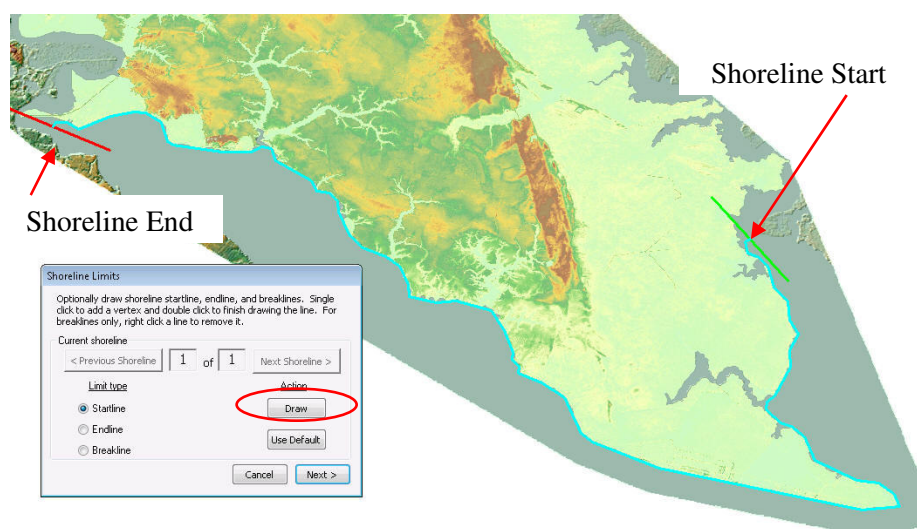 Shoreline Start
Shoreline End
Shoreline Limits
Optionally draw shoreline startline, endline, and breaklines. Single
click to add a vertex and double click to finish drawing the line. For
breaklines only, right click a line to remove it.
Current shoreline
< Previous Shoreline 1 of 1 Next Shoreline >
Limit type Action
Startline Draw
Endline
Use Default
Breakline
Cancel Next >